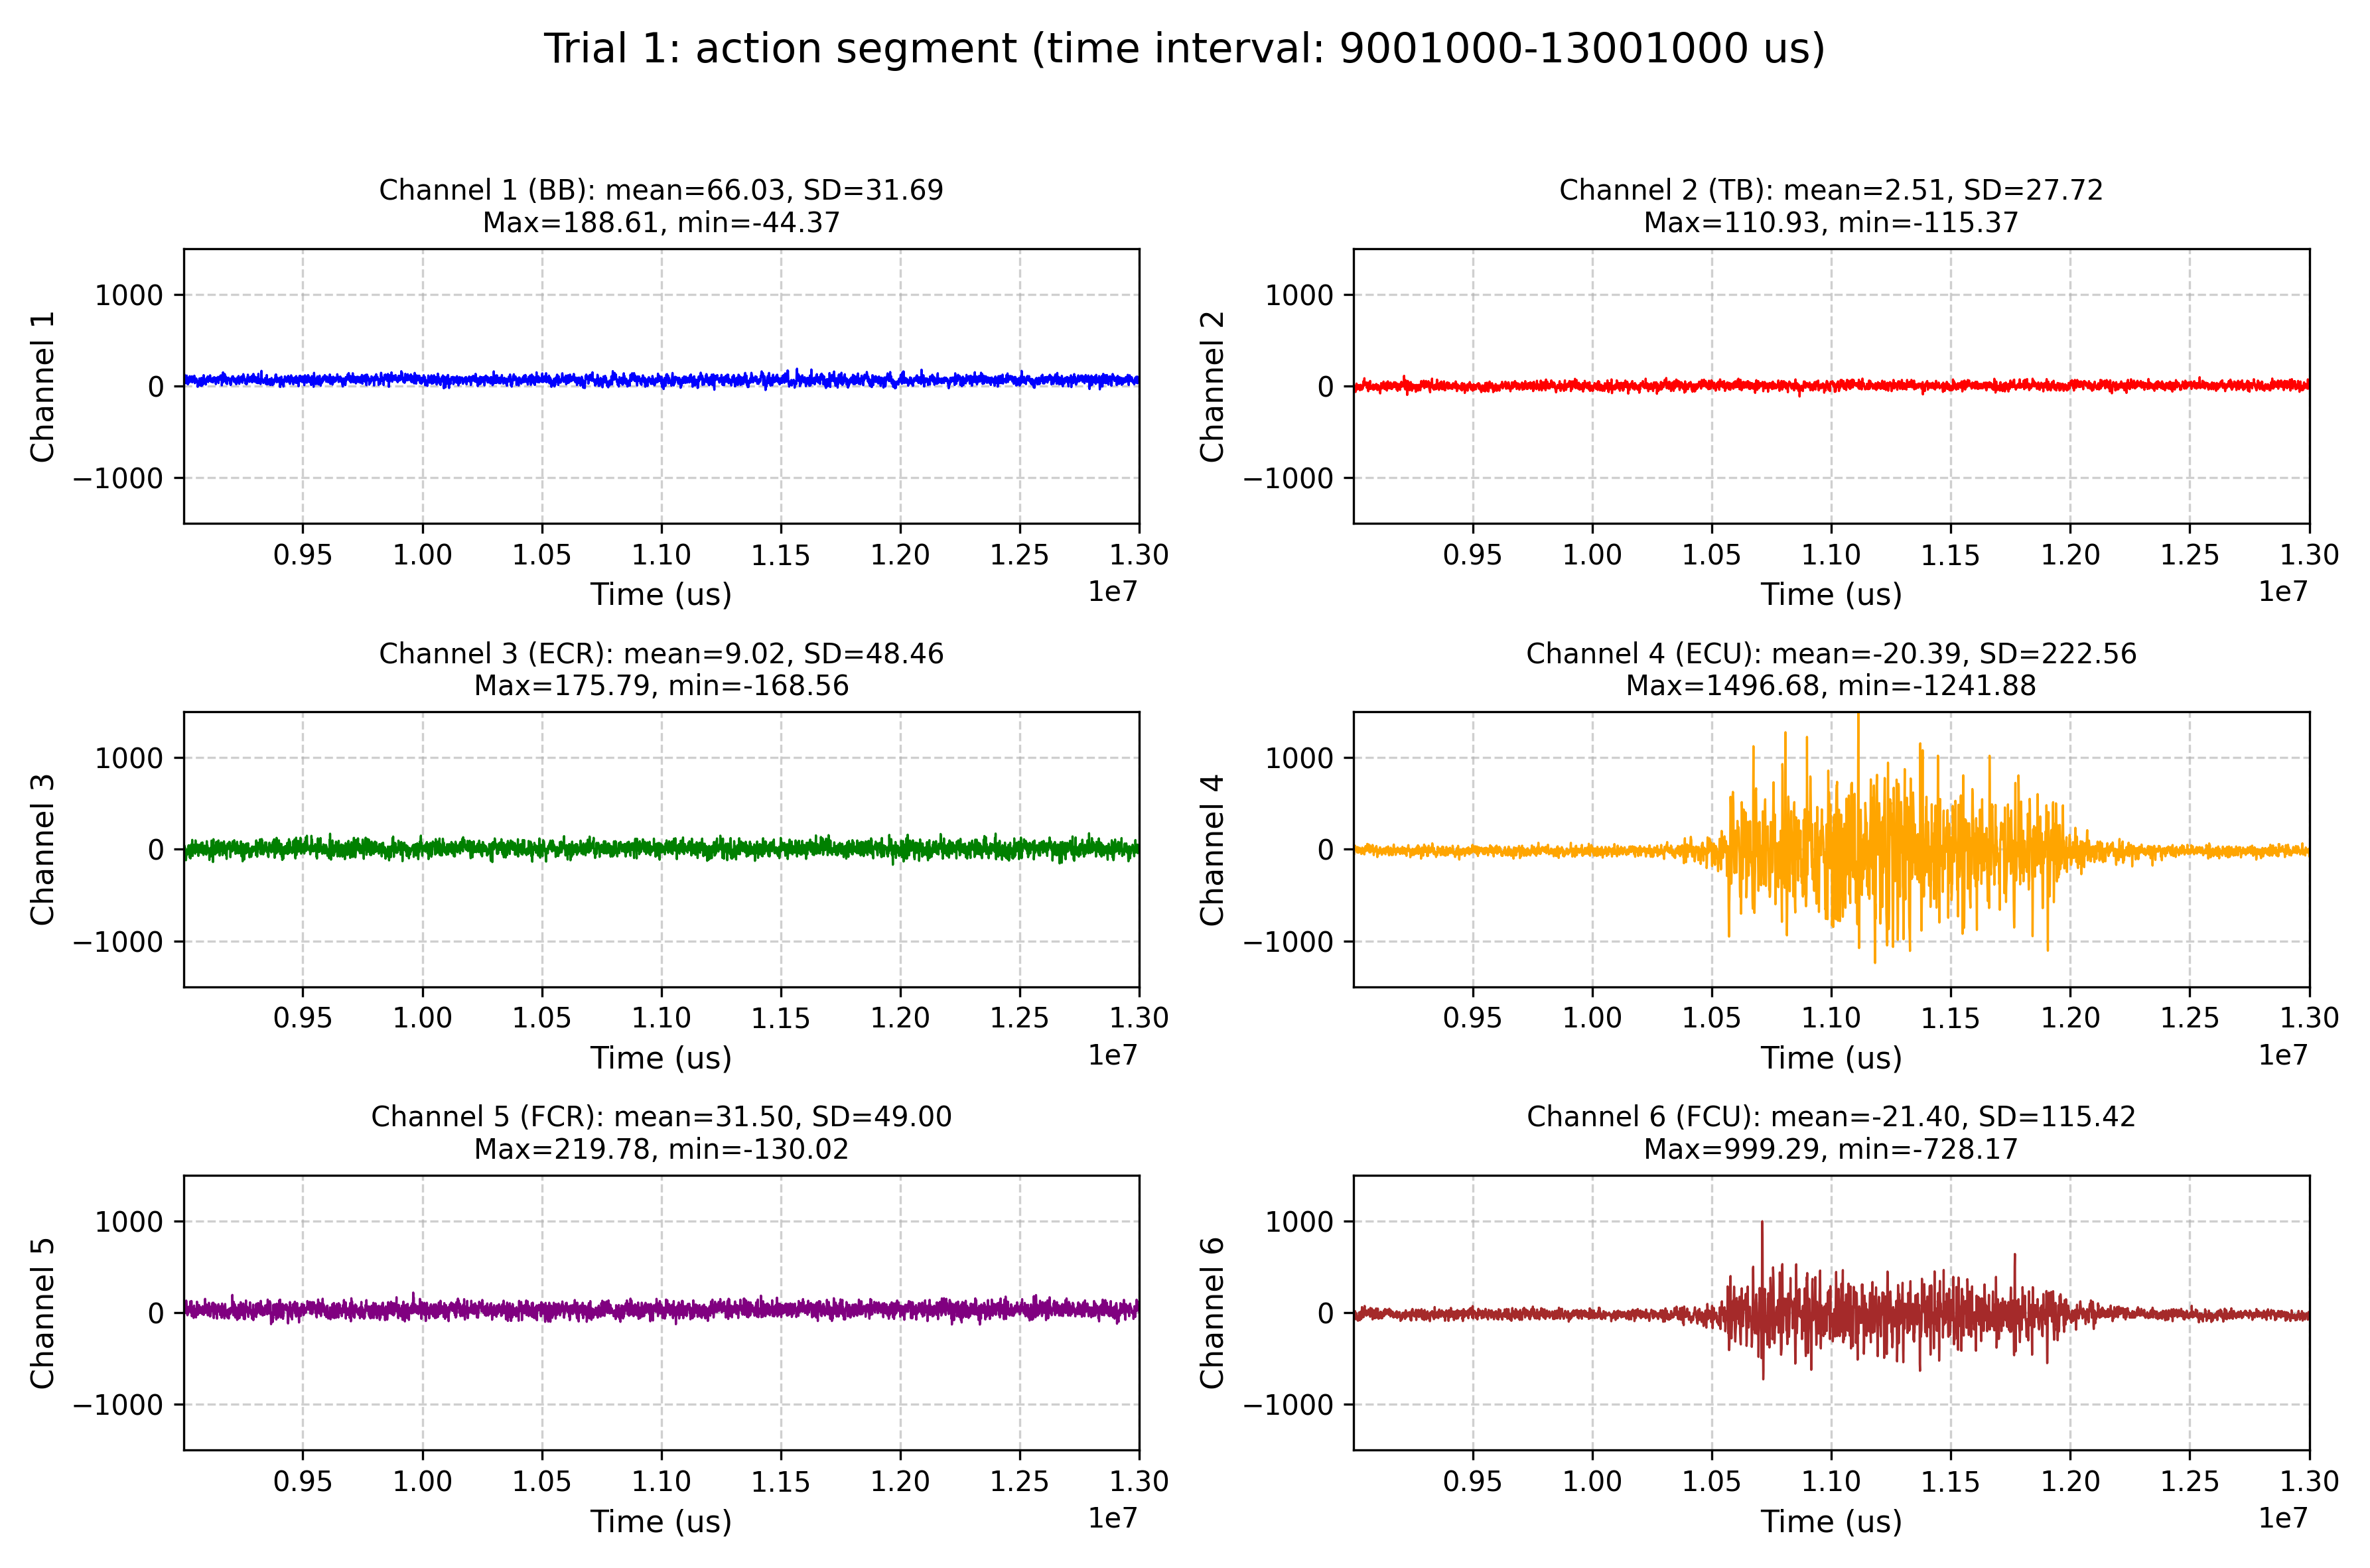 Trial 1: action segment (time interval: 9001000-13001000 us)
Channel 1 (BB): mean=66.03, SD=31.69
Max=188.61, min=-44.37
Channel 1
1000
0
−1000
0.95 1.00 1.05 1.10 1.15 1.20 1.25 1.30
Time (us)
1e7
Channel 2 (TB): mean=2.51, SD=27.72
Max=110.93, min=-115.37
Channel 2
1000
0
−1000
0.95 1.00 1.05 1.10 1.15 1.20 1.25 1.30
Time (us)
1e7
Channel 3 (ECR): mean=9.02, SD=48.46
Max=175.79, min=-168.56
Channel 3
1000
0
−1000
0.95 1.00 1.05 1.10 1.15 1.20 1.25 1.30
Time (us)
1e7
Channel 4 (ECU): mean=-20.39, SD=222.56
Max=1496.68, min=-1241.88
Channel 4
1000
0
−1000
0.95 1.00 1.05 1.10 1.15 1.20 1.25 1.30
Time (us)
1e7
Channel 5 (FCR): mean=31.50, SD=49.00
Max=219.78, min=-130.02
Channel 5
1000
0
−1000
0.95 1.00 1.05 1.10 1.15 1.20 1.25 1.30
Time (us)
1e7
Channel 6 (FCU): mean=-21.40, SD=115.42
Max=999.29, min=-728.17
Channel 6
1000
0
−1000
0.95 1.00 1.05 1.10 1.15 1.20 1.25 1.30
Time (us)
1e7